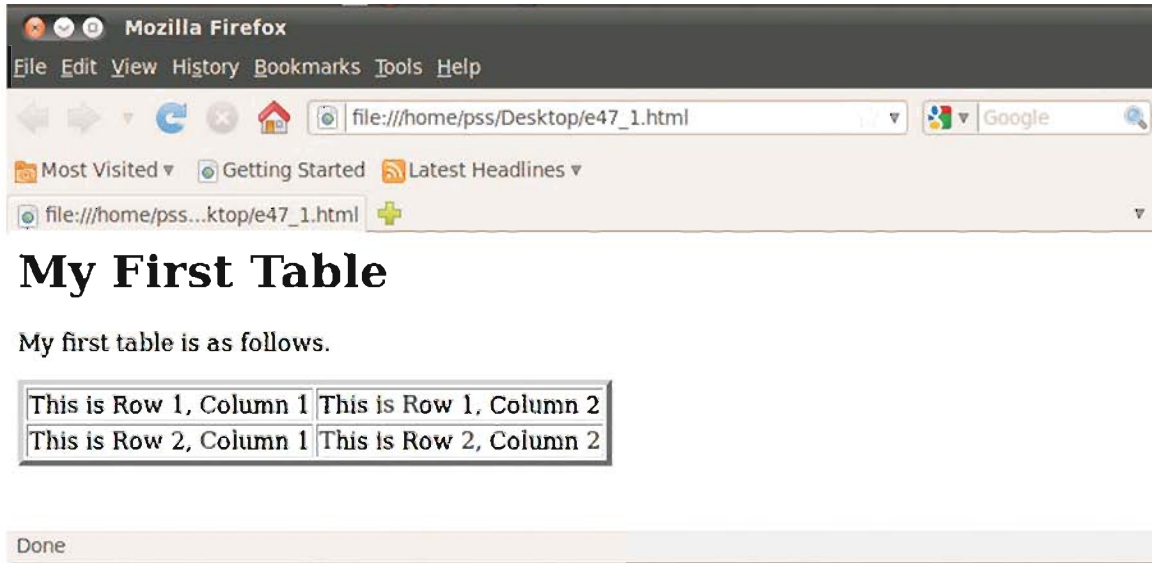 Mozilla Firefox
File Edit View History Bookmarks Tools Help
file:///home/pss/Desktop/e47_1.html Google
Most Visited Getting Started Latest Headlines
file:///home/pss...ktop/e47_1.html
My First Table
My first table is as follows.
This is Row 1, Column 1 This is Row 1, Column 2
This is Row 2, Column 1 This is Row 2, Column 2
Done